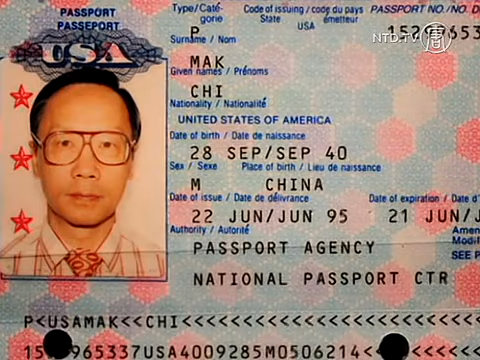 PASSPORT
PASSEPORT
USA
Type/Caté-
gorie
P
Code of issuing / code du pays
State USA émetteur
PASSPORT NO./NO. D
NTD.TV
Surname / Nom
MAK
Given names / Prénoms
CHI
Nationality / Nationalité
UNITED STATES OF AMERICA
Date of birth / Date de naissance
28 SEP/SEP 40
Sex / Sexe Place of birth / Lieu de naissance
M CHINA
Date of issue / Date de délivrance Date of expiration / Date d'
22 JUN/JUN 95 21 JUN/J
Authority / Autorité Amen
Modif
PASSPORT AGENCY SEE P
NATIONAL PASSPORT CTR
P<USAMAK<<CHI<<<<<<<<<<<<<<<<<<<<<